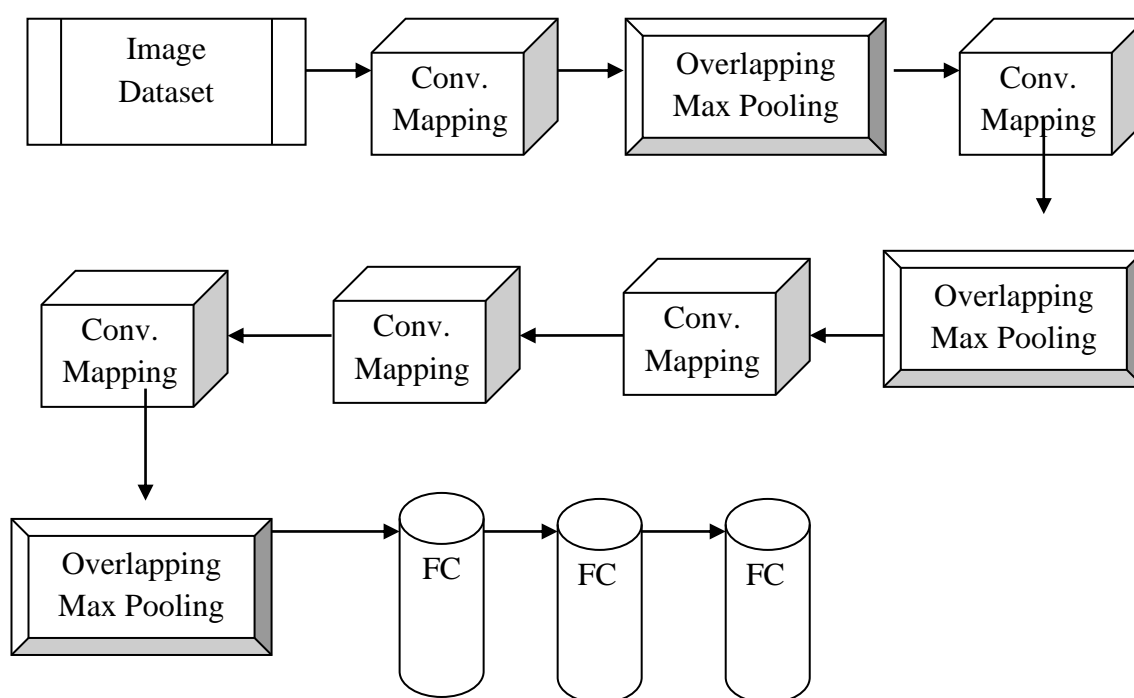 Image
Dataset
Conv.
Mapping
Overlapping
Max Pooling
Conv.
Mapping
Overlapping
Max Pooling
Conv.
Mapping
Conv.
Mapping
Conv.
Mapping
Overlapping
Max Pooling
FC
FC
FC